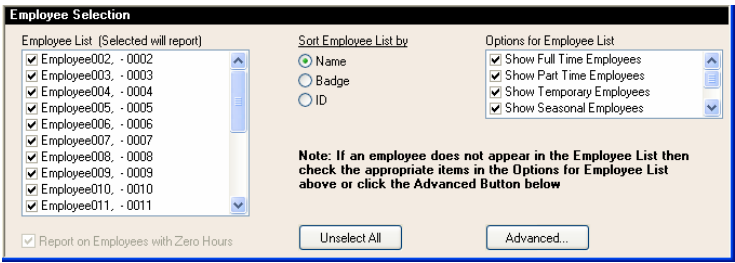 Employee Selection
Employee List (Selected will report)
Employee002, - 0002
Employee003, - 0003
Employee004, - 0004
Employee005, - 0005
Employee006, - 0006
Employee007, - 0007
Employee008, - 0008
Employee009, - 0009
Employee010, - 0010
Employee011, - 0011
Report on Employees with Zero Hours
Sort Employee List by
Name
Badge
ID
Options for Employee List
Show Full Time Employees
Show Part Time Employees
Show Temporary Employees
Show Seasonal Employees
Note: If an employee does not appear in the Employee List then
check the appropriate items in the Options for Employee List
above or click the Advanced Button below
Unselect All
Advanced...